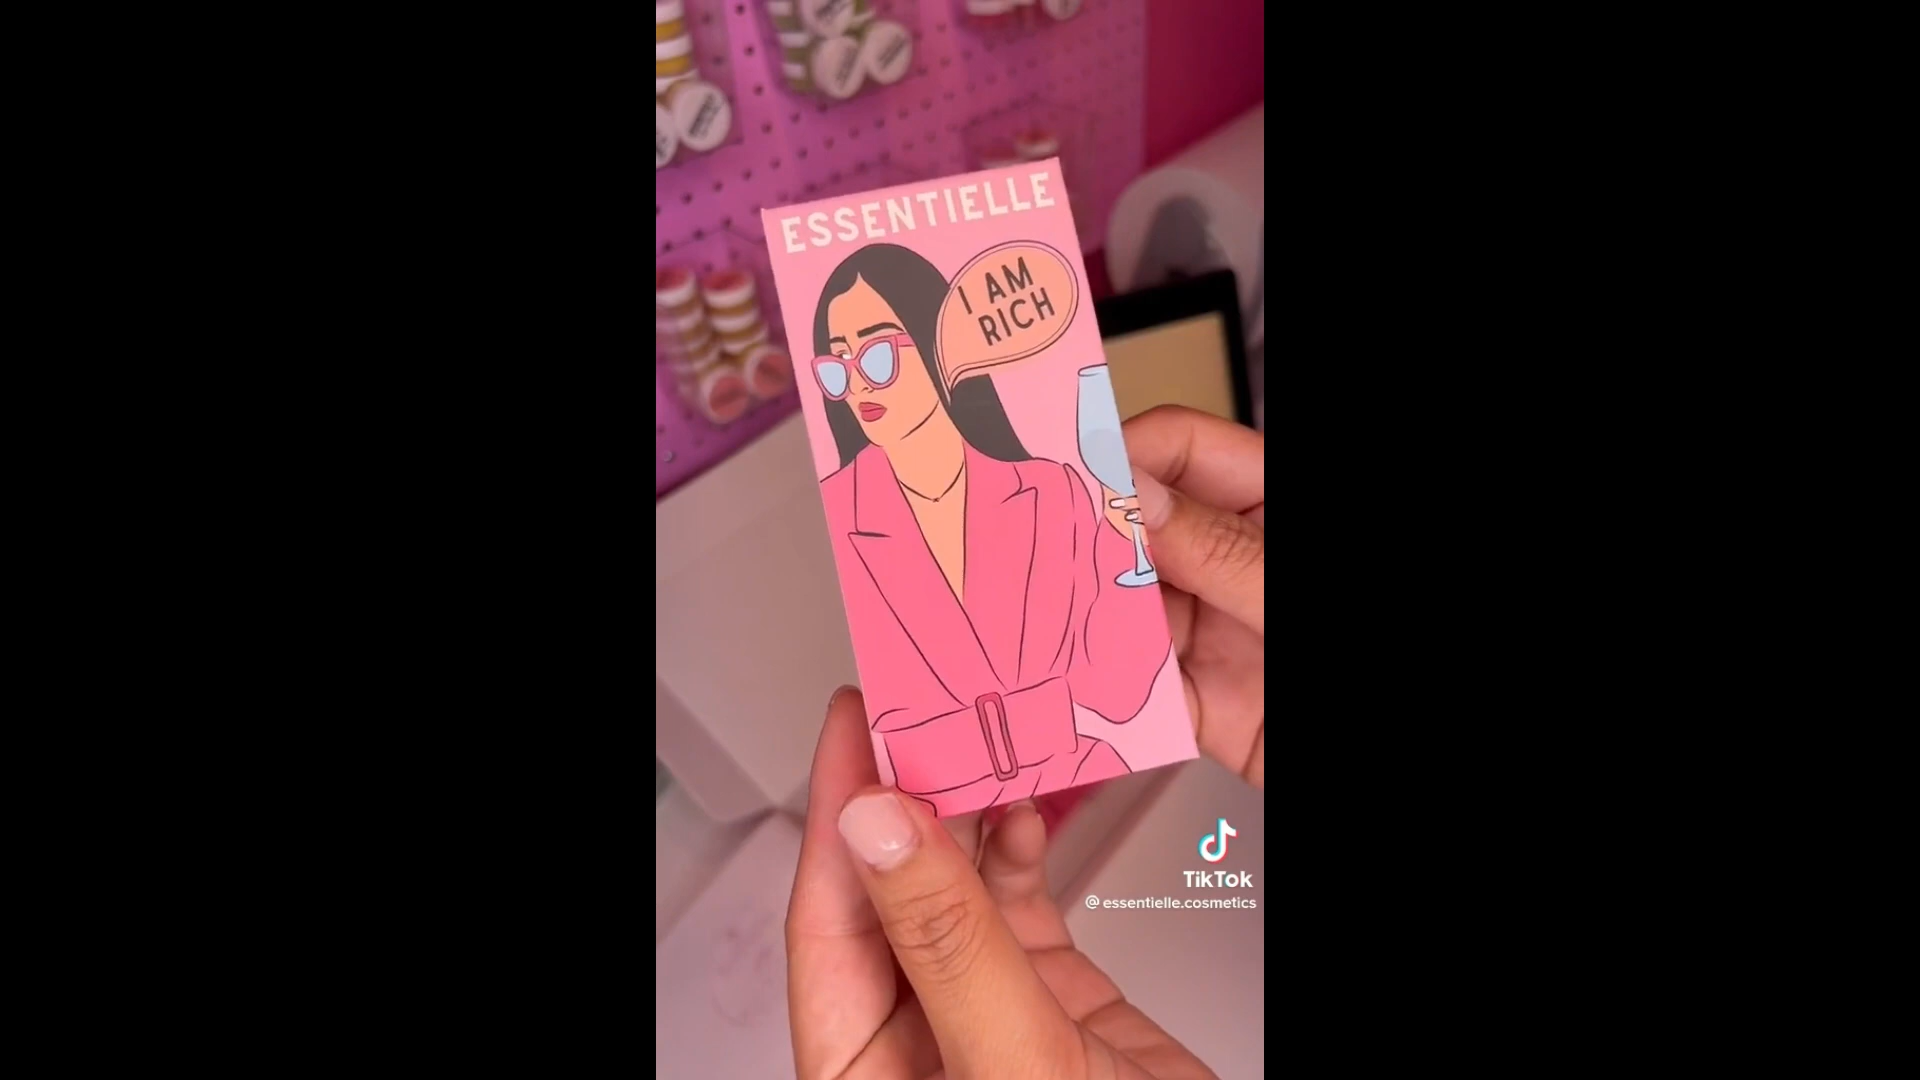 ESSENTIELLE
I AM
RICH
TikTok
@essentielle.cosmetics